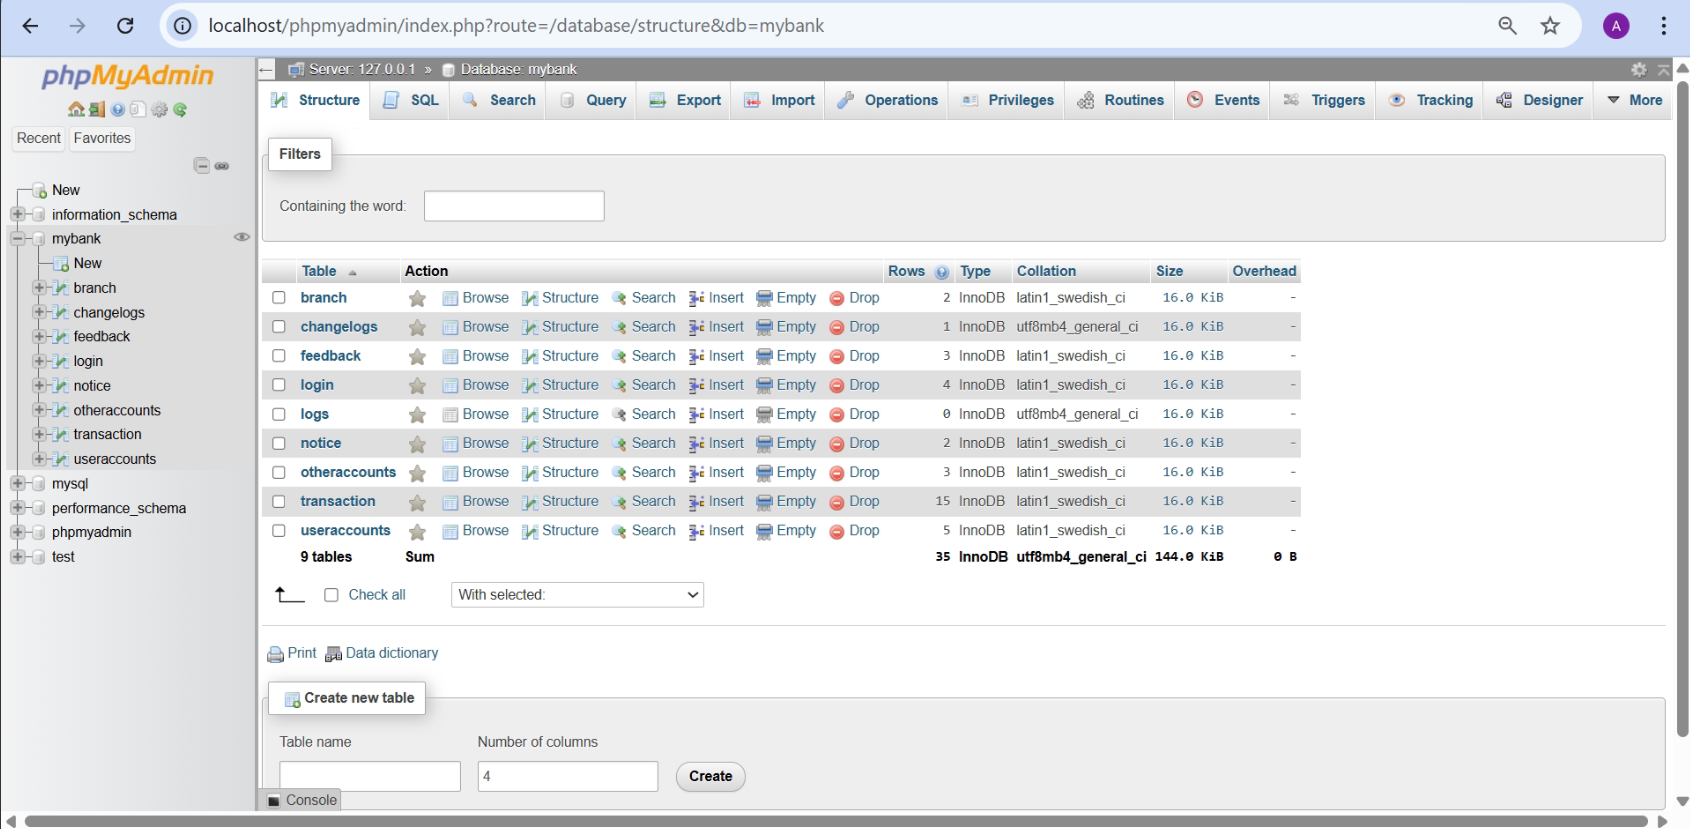 localhost/phpmyadmin/index.php?route=/database/structure&db=mybank
A
phpMyAdmin
Recent Favorites
New
information_schema
mybank
New
branch
changelogs
feedback
login
notice
otheraccounts
transaction
useraccounts
mysql
performance_schema
phpmyadmin
test
Server: 127.0.0.1 » Database: mybank
Structure SQL Search Query Export Import Operations Privileges Routines Events Triggers Tracking Designer More
Filters
Containing the word:
Table Action Rows Type Collation Size Overhead
branch Browse Structure Search Insert Empty Drop 2 InnoDB latin1_swedish_ci 16.0 KiB -
changelogs Browse Structure Search Insert Empty Drop 1 InnoDB utf8mb4_general_ci 16.0 KiB -
feedback Browse Structure Search Insert Empty Drop 3 InnoDB latin1_swedish_ci 16.0 KiB -
login Browse Structure Search Insert Empty Drop 4 InnoDB latin1_swedish_ci 16.0 KiB -
logs Browse Structure Search Insert Empty Drop 0 InnoDB utf8mb4_general_ci 16.0 KiB -
notice Browse Structure Search Insert Empty Drop 2 InnoDB latin1_swedish_ci 16.0 KiB -
otheraccounts Browse Structure Search Insert Empty Drop 3 InnoDB latin1_swedish_ci 16.0 KiB -
transaction Browse Structure Search Insert Empty Drop 15 InnoDB latin1_swedish_ci 16.0 KiB -
useraccounts Browse Structure Search Insert Empty Drop 5 InnoDB latin1_swedish_ci 16.0 KiB -
9 tables Sum 35 InnoDB utf8mb4_general_ci 144.0 KiB 0 B
Check all With selected:
Print Data dictionary
Create new table
Table name Number of columns
4 Create
Console